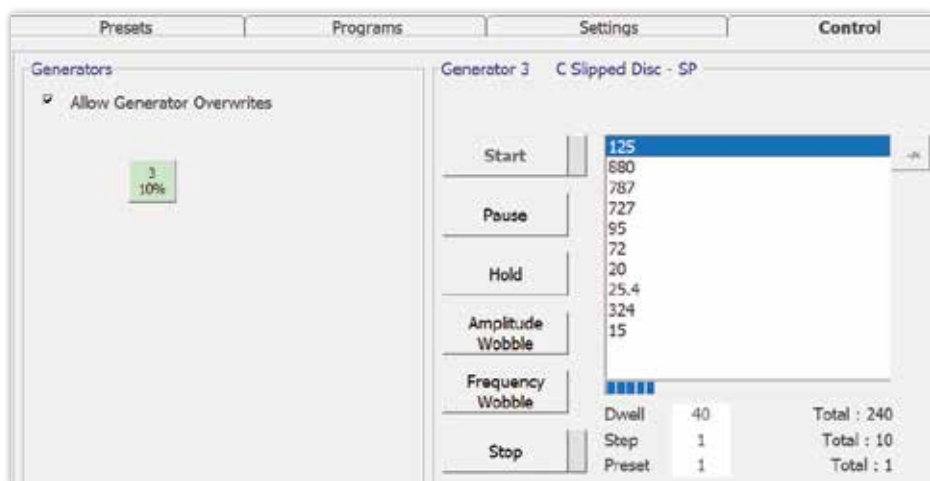 Presets Programs Settings Control
Generators
Allow Generator Overwrites
3
10%
Generator 3 C Slipped Disc - SP
Start
Pause
Hold
Amplitude
Wobble
Frequency
Wobble
Stop
125
880
787
727
95
72
20
25.4
324
15
Dwell 40 Total : 240
Step 1 Total : 10
Preset 1 Total : 1